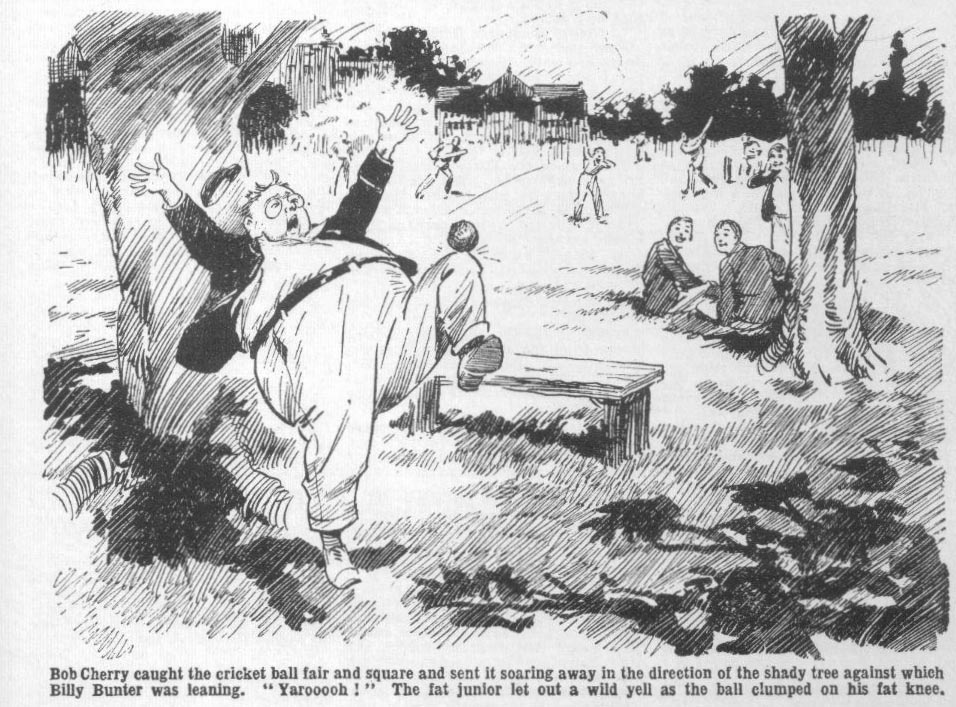 Bob Cherry caught the cricket ball fair and square and sent it soaring away in the direction of the shady tree against which
Billy Bunter was leaning. "Yarooooh!" The fat junior let out a wild yell as the ball clumped on his fat knee.